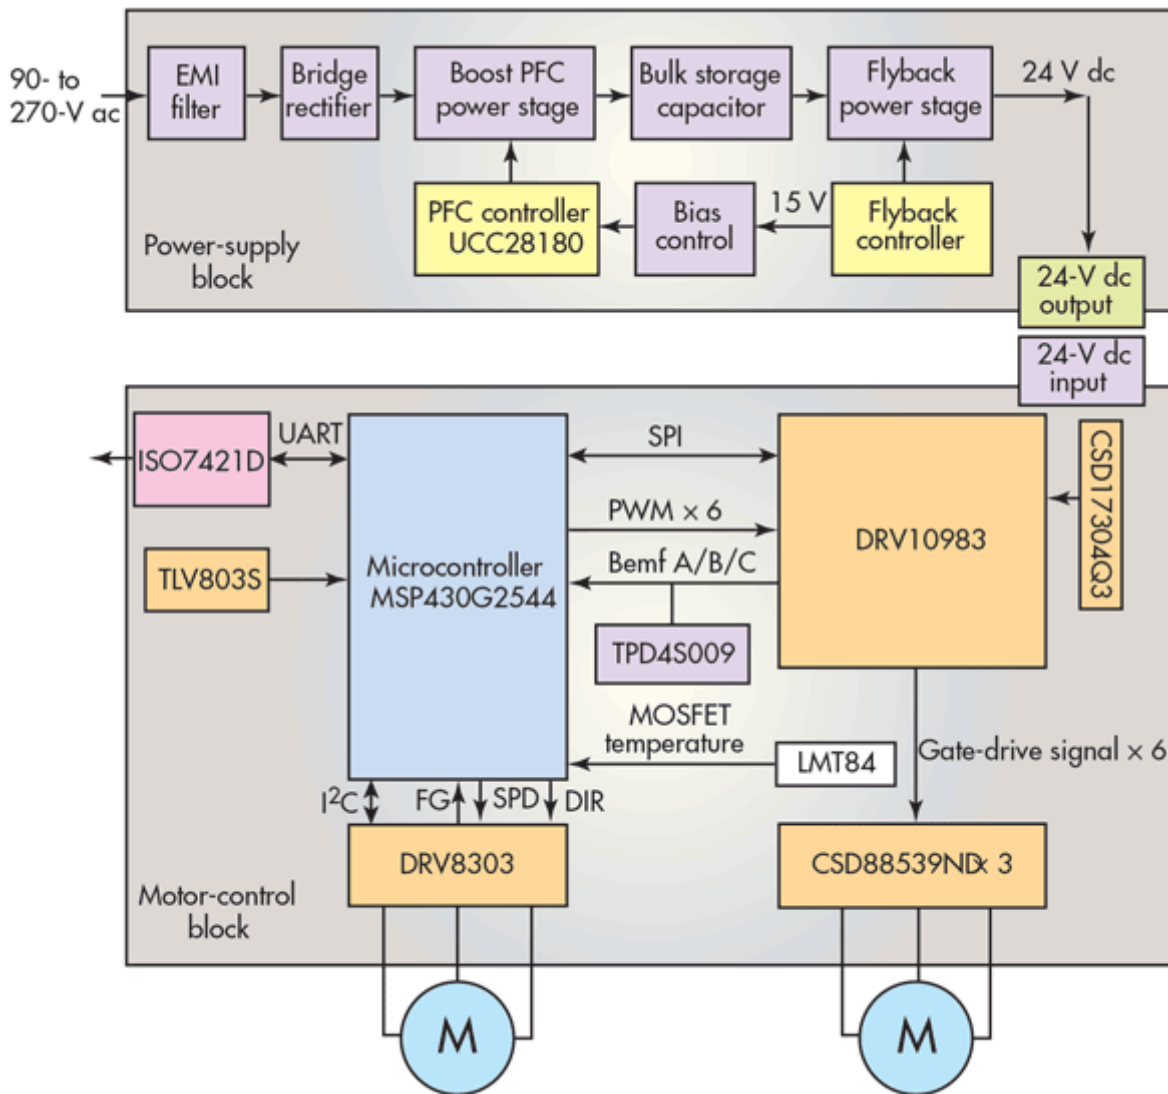 90- to
270-V ac
EMI
filter
Bridge
rectifier
Boost PFC
power stage
Bulk storage
capacitor
Flyback
power stage
24 V dc
PFC controller
UCC28180
Bias
control
15 V
Flyback
controller
Power-supply
block
24-V dc
output
24-V dc
input
ISO7421D
UART
SPI
CSD17304Q3
PWM × 6
DRV10983
TLV803S
Microcontroller
MSP430G2544
Bemf A/B/C
TPD4S009
MOSFET
temperature
LMT84
Gate-drive signal × 6
I²C
FG
SPD
DIR
DRV8303
CSD88539ND× 3
Motor-control
block
M
M